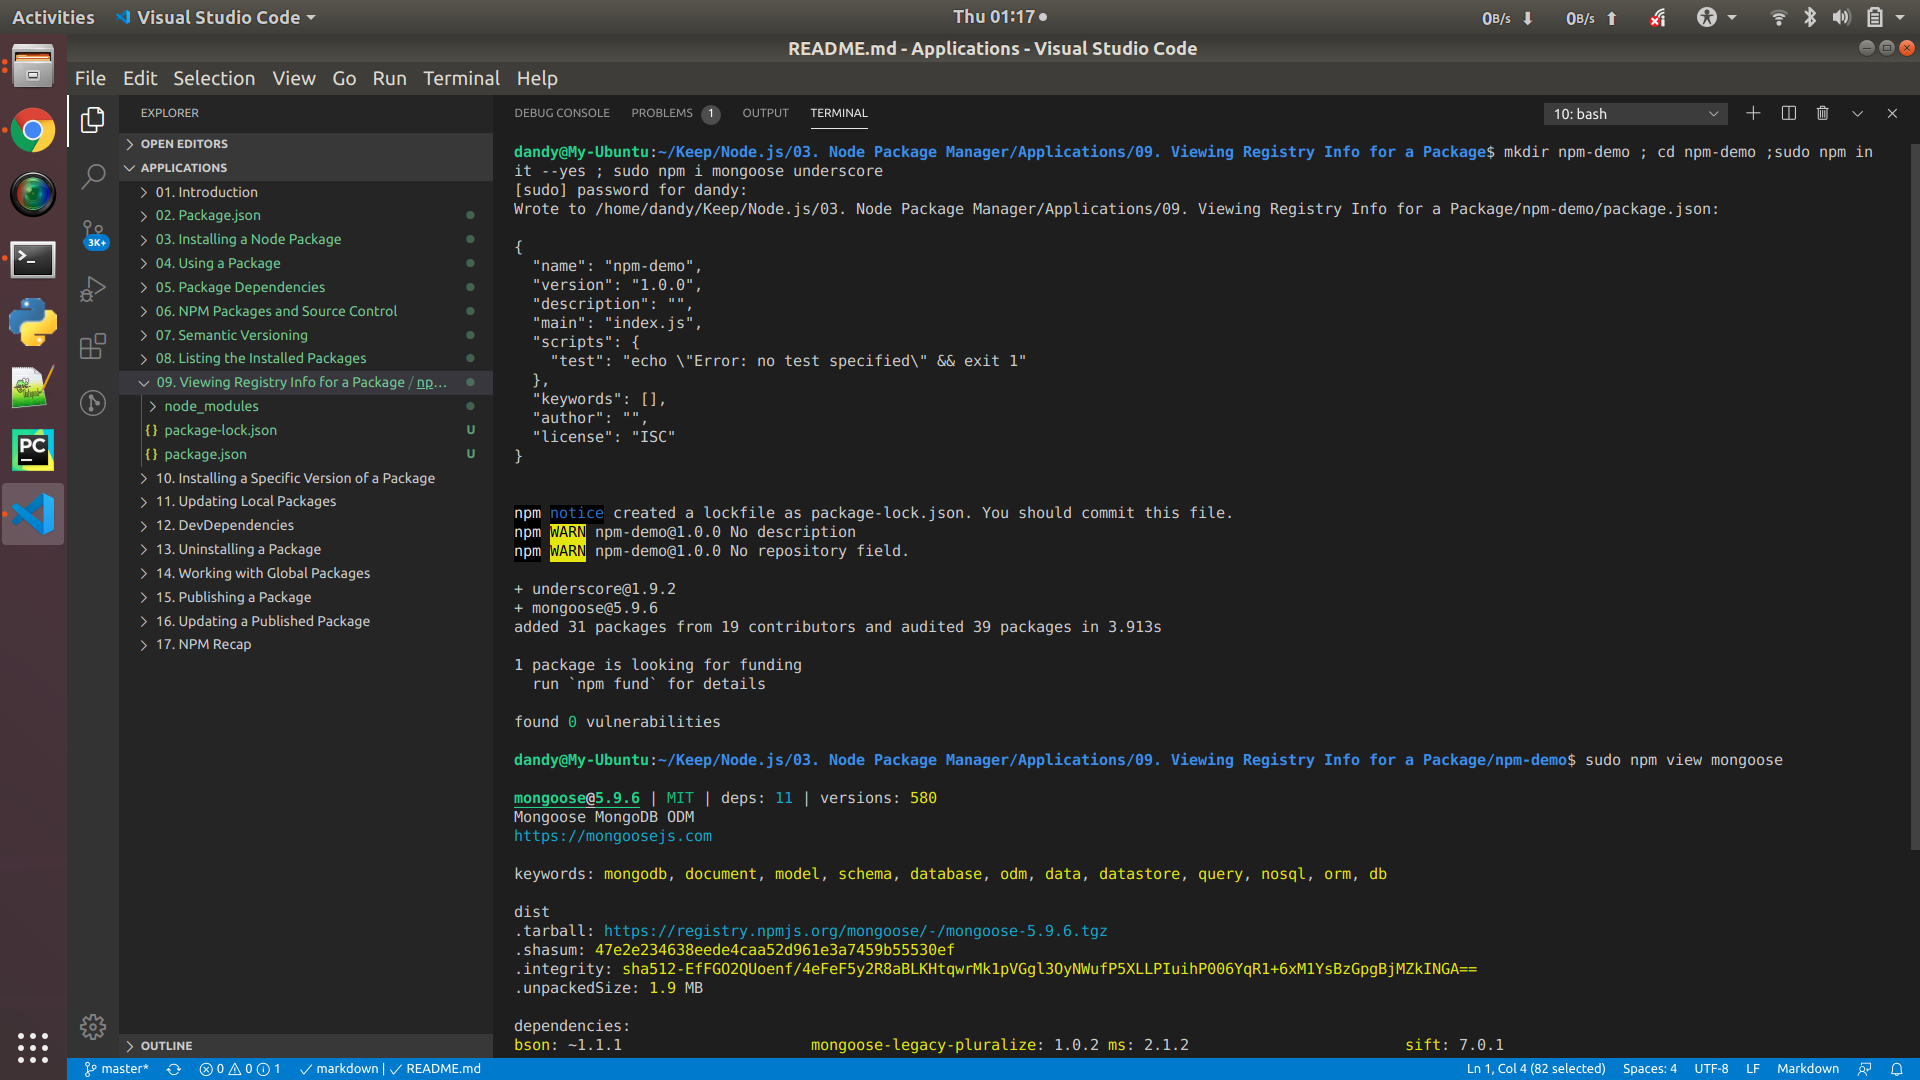 Activities
Visual Studio Code
Thu 01:17
0B/s
0B/s
README.md - Applications - Visual Studio Code
File Edit Selection View Go Run Terminal Help
EXPLORER
OPEN EDITORS
APPLICATIONS
01. Introduction
02. Package.json
03. Installing a Node Package
04. Using a Package
05. Package Dependencies
06. NPM Packages and Source Control
07. Semantic Versioning
08. Listing the Installed Packages
09. Viewing Registry Info for a Package / np...
node_modules
{} package-lock.json U
{} package.json U
10. Installing a Specific Version of a Package
11. Updating Local Packages
12. DevDependencies
13. Uninstalling a Package
14. Working with Global Packages
15. Publishing a Package
16. Updating a Published Package
17. NPM Recap
OUTLINE
3K+
PC
DEBUG CONSOLE PROBLEMS 1 OUTPUT TERMINAL
10: bash
dandy@My-Ubuntu:~/Keep/Node.js/03. Node Package Manager/Applications/09. Viewing Registry Info for a Package$ mkdir npm-demo ; cd npm-demo ;sudo npm in
it --yes ; sudo npm i mongoose underscore
[sudo] password for dandy:
Wrote to /home/dandy/Keep/Node.js/03. Node Package Manager/Applications/09. Viewing Registry Info for a Package/npm-demo/package.json:
{
"name": "npm-demo",
"version": "1.0.0",
"description": "",
"main": "index.js",
"scripts": {
"test": "echo \"Error: no test specified\" && exit 1"
},
"keywords": [],
"author": "",
"license": "ISC"
}
npm notice created a lockfile as package-lock.json. You should commit this file.
npm WARN npm-demo@1.0.0 No description
npm WARN npm-demo@1.0.0 No repository field.
+ underscore@1.9.2
+ mongoose@5.9.6
added 31 packages from 19 contributors and audited 39 packages in 3.913s
1 package is looking for funding
run `npm fund` for details
found 0 vulnerabilities
dandy@My-Ubuntu:~/Keep/Node.js/03. Node Package Manager/Applications/09. Viewing Registry Info for a Package/npm-demo$ sudo npm view mongoose
mongoose@5.9.6 | MIT | deps: 11 | versions: 580
Mongoose MongoDB ODM
https://mongoosejs.com
keywords: mongodb, document, model, schema, database, odm, data, datastore, query, nosql, orm, db
dist
.tarball: https://registry.npmjs.org/mongoose/-/mongoose-5.9.6.tgz
.shasum: 47e2e234638eede4caa52d961e3a7459b55530ef
.integrity: sha512-EfFGO2QUoenf/4eFeF5y2R8aBLKHtqwrMk1pVGgl3OyNWufP5XLLPIuihP006YqR1+6xM1YsBzGpgBjMZkINGA==
.unpackedSize: 1.9 MB
dependencies:
bson: ~1.1.1 mongoose-legacy-pluralize: 1.0.2 ms: 2.1.2 sift: 7.0.1
master* 0 0 1 markdown | README.md
Ln 1, Col 4 (82 selected) Spaces: 4 UTF-8 LF Markdown